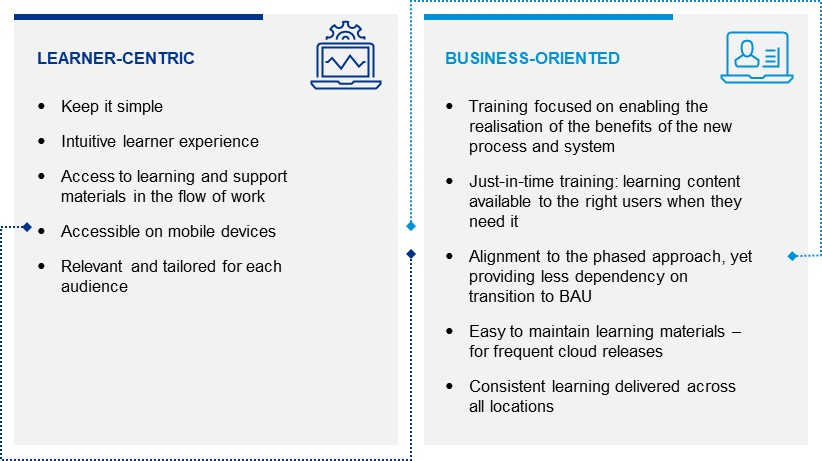 LEARNER-CENTRIC
• Keep it simple
• Intuitive learner experience
• Access to learning and support
materials in the flow of work
• Accessible on mobile devices
• Relevant and tailored for each
audience
BUSINESS-ORIENTED
• Training focused on enabling the
realisation of the benefits of the new
process and system
• Just-in-time training: learning content
available to the right users when they
need it
• Alignment to the phased approach, yet
providing less dependency on
transition to BAU
• Easy to maintain learning materials –
for frequent cloud releases
• Consistent learning delivered across
all locations